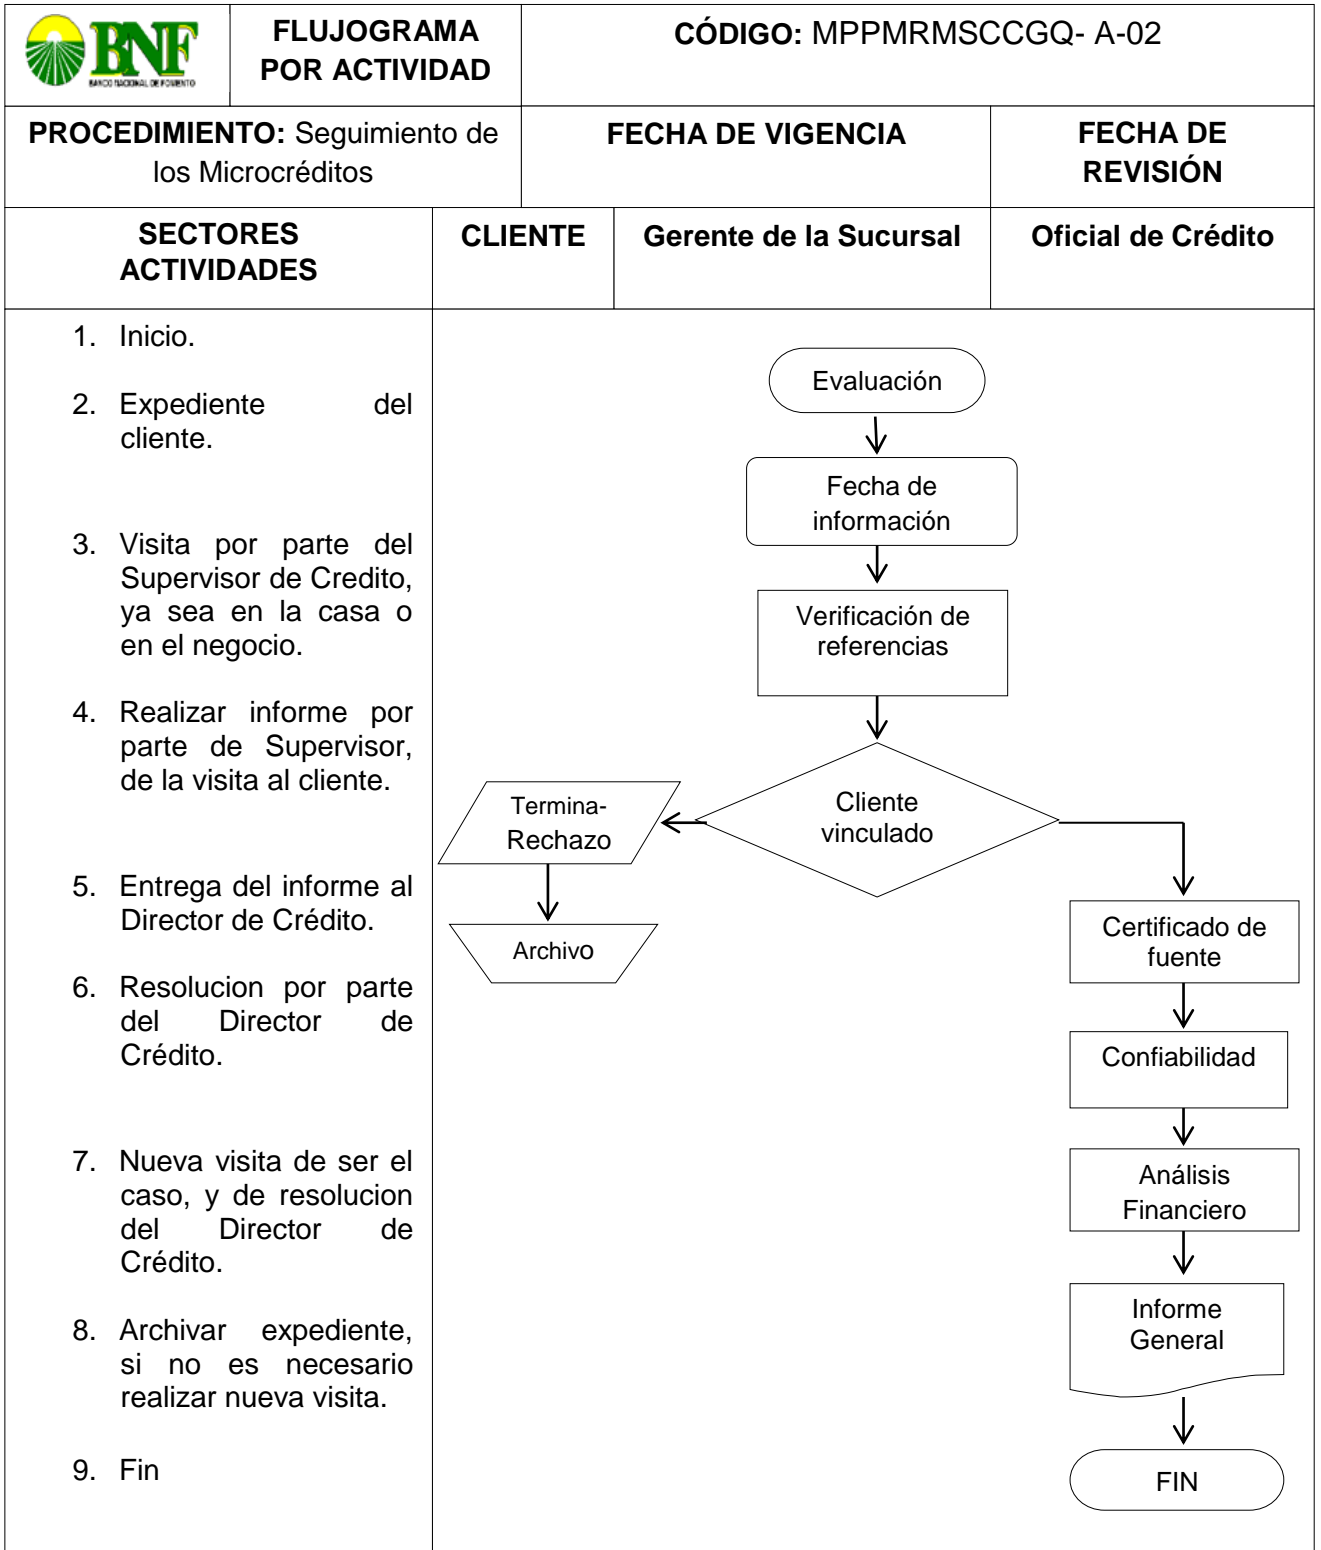 BNF
BANCO NACIONAL DE FOMENTO
FLUJOGRAMA
POR ACTIVIDAD
CÓDIGO: MPPMRMSCCGQ- A-02
PROCEDIMIENTO: Seguimiento de
los Microcréditos
FECHA DE VIGENCIA
FECHA DE
REVISIÓN
SECTORES
ACTIVIDADES
CLIENTE
Gerente de la Sucursal
Oficial de Crédito
1. Inicio.
2. Expediente del
cliente.
3. Visita por parte del
Supervisor de Credito,
ya sea en la casa o
en el negocio.
4. Realizar informe por
parte de Supervisor,
de la visita al cliente.
5. Entrega del informe al
Director de Crédito.
6. Resolucion por parte
del Director de
Crédito.
7. Nueva visita de ser el
caso, y de resolucion
del Director de
Crédito.
8. Archivar expediente,
si no es necesario
realizar nueva visita.
9. Fin
Evaluación
Fecha de
información
Verificación de
referencias
Cliente
vinculado
Termina-
Rechazo
Archivo
Certificado de
fuente
Confiabilidad
Análisis
Financiero
Informe
General
FIN